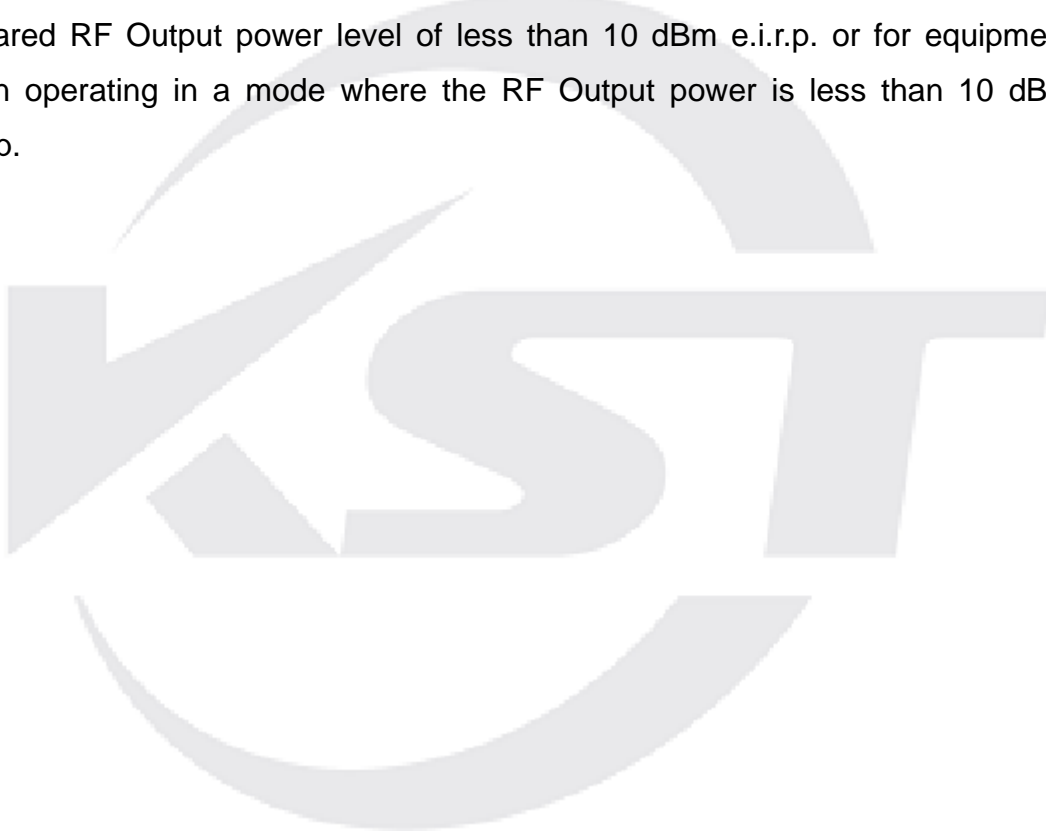 ared RF Output power level of less than 10 dBm e.i.r.p. or for equipme
n operating in a mode where the RF Output power is less than 10 dB
p.
KST